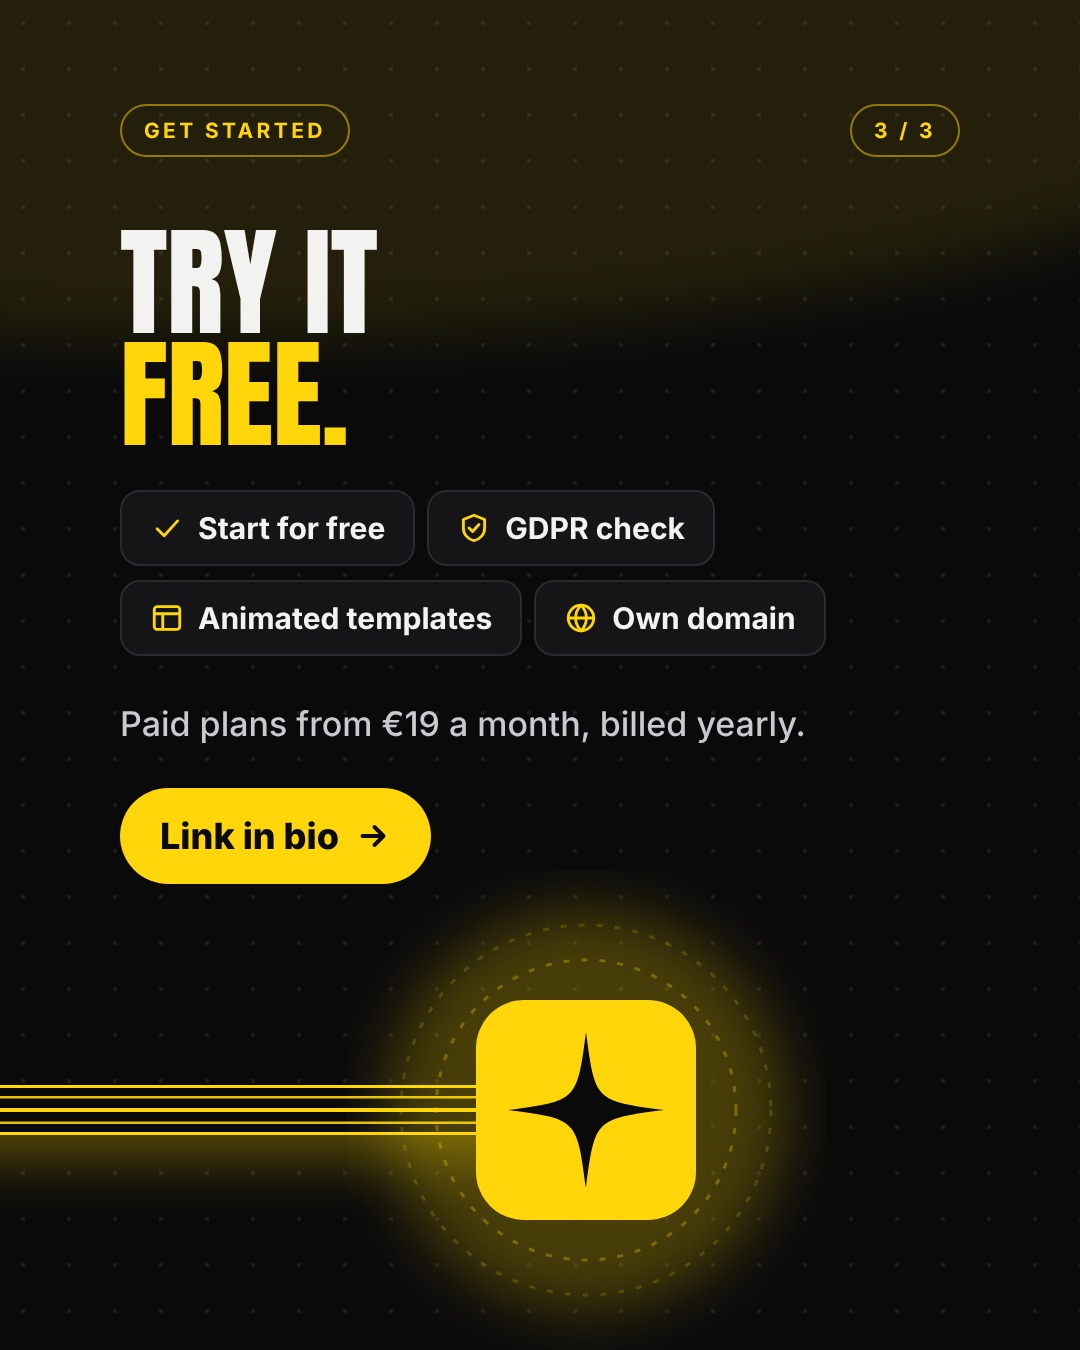 GET STARTED
3 / 3
TRY IT
FREE.
Start for free
GDPR check
Animated templates
Own domain
Paid plans from €19 a month, billed yearly.
Link in bio